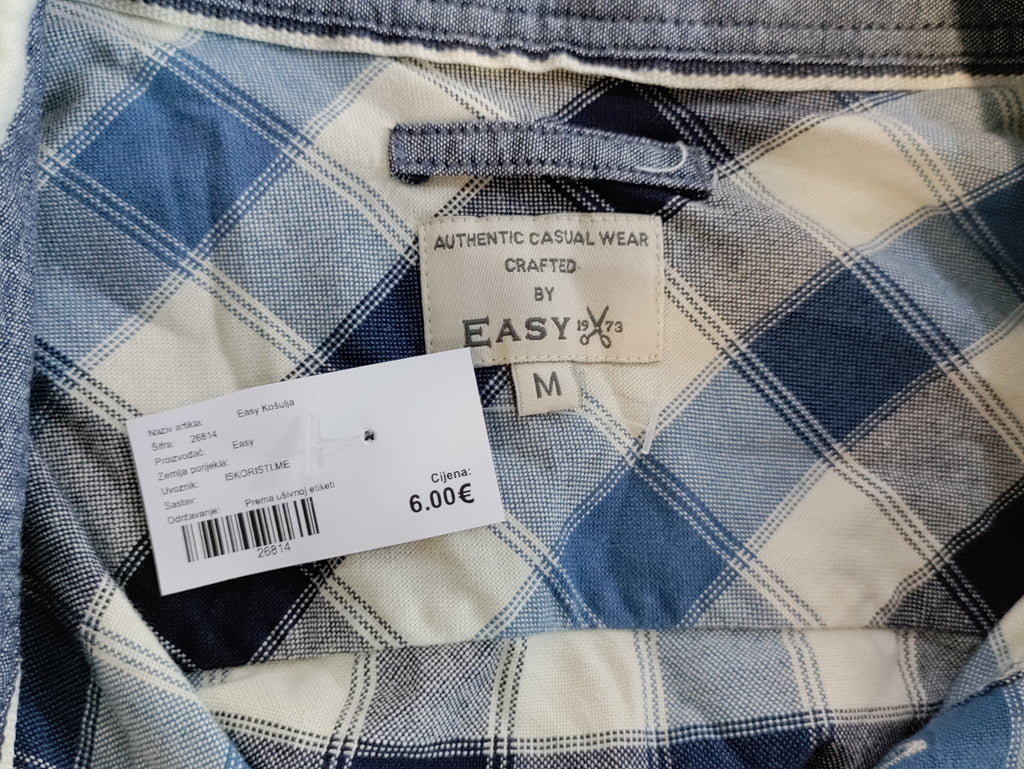 AUTHENTIC CASUAL WEAR
CRAFTED
BY
EASY 19 73
M
Naziv artikla: Easy Košulja
Šifra: 26814
Proizvođač: Easy
Zemlja porijekla:
Uvoznik: ISKORISTI.ME
Sastav:
Održavanje: Prema ušivnoj etiketi
26814
Cijena:
6.00€